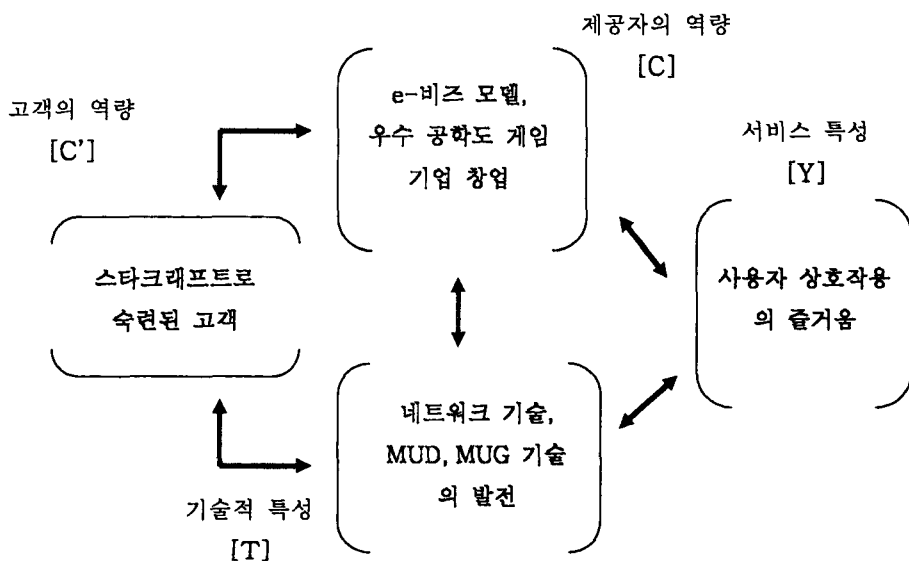 제공자의 역량
[C]
e-비즈 모델,
우수 공학도 게임
기업 창업
고객의 역량
[C’]
서비스 특성
[Y]
스타크래프트로
숙련된 고객
사용자 상호작용
의 즐거움
네트워크 기술,
MUD, MUG 기술
의 발전
기술적 특성
[T]